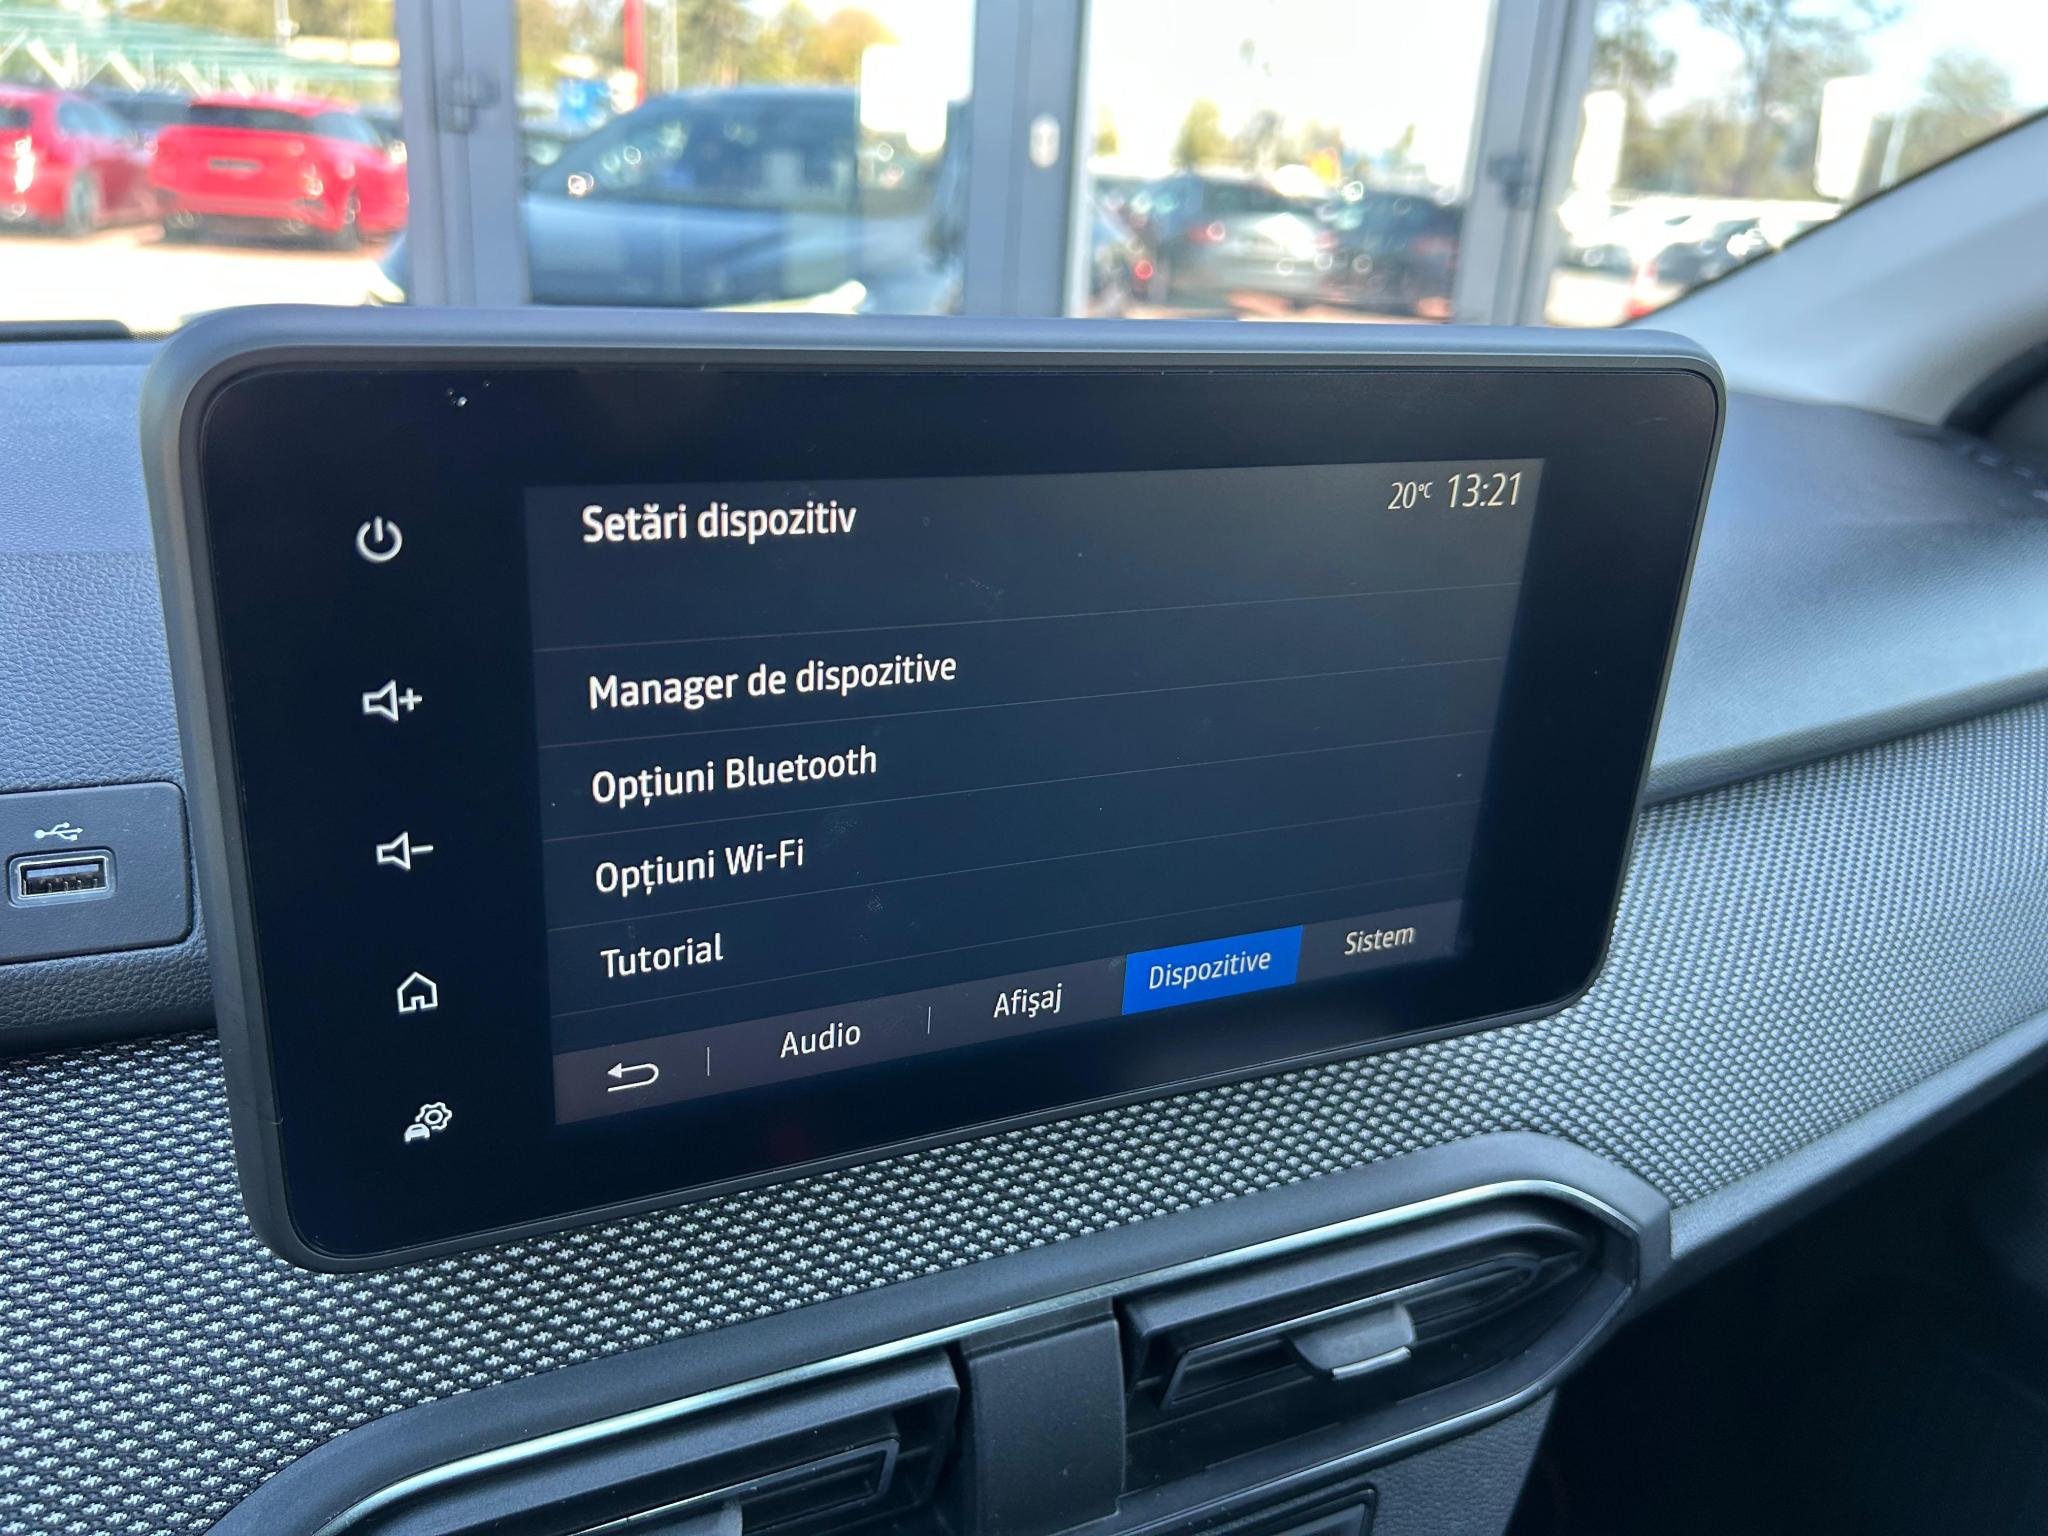 Setări dispozitiv
20°C 13:21
Manager de dispozitive
Opțiuni Bluetooth
Opțiuni Wi-Fi
Tutorial
Audio
Afişaj
Dispozitive
Sistem